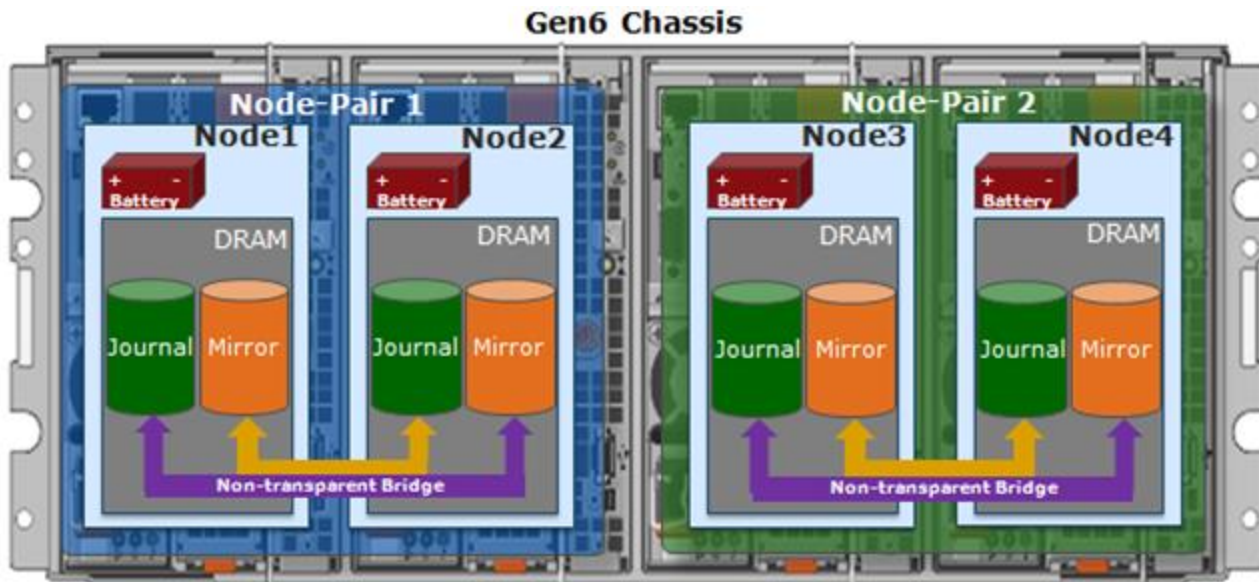 Gen6 Chassis
Node-Pair 1
Node-Pair 2
Node1
Node2
Node3
Node4
+ -
Battery
+ -
Battery
+ -
Battery
+ -
Battery
DRAM
DRAM
DRAM
DRAM
Journal
Mirror
Journal
Mirror
Journal
Mirror
Journal
Mirror
Non-transparent Bridge
Non-transparent Bridge